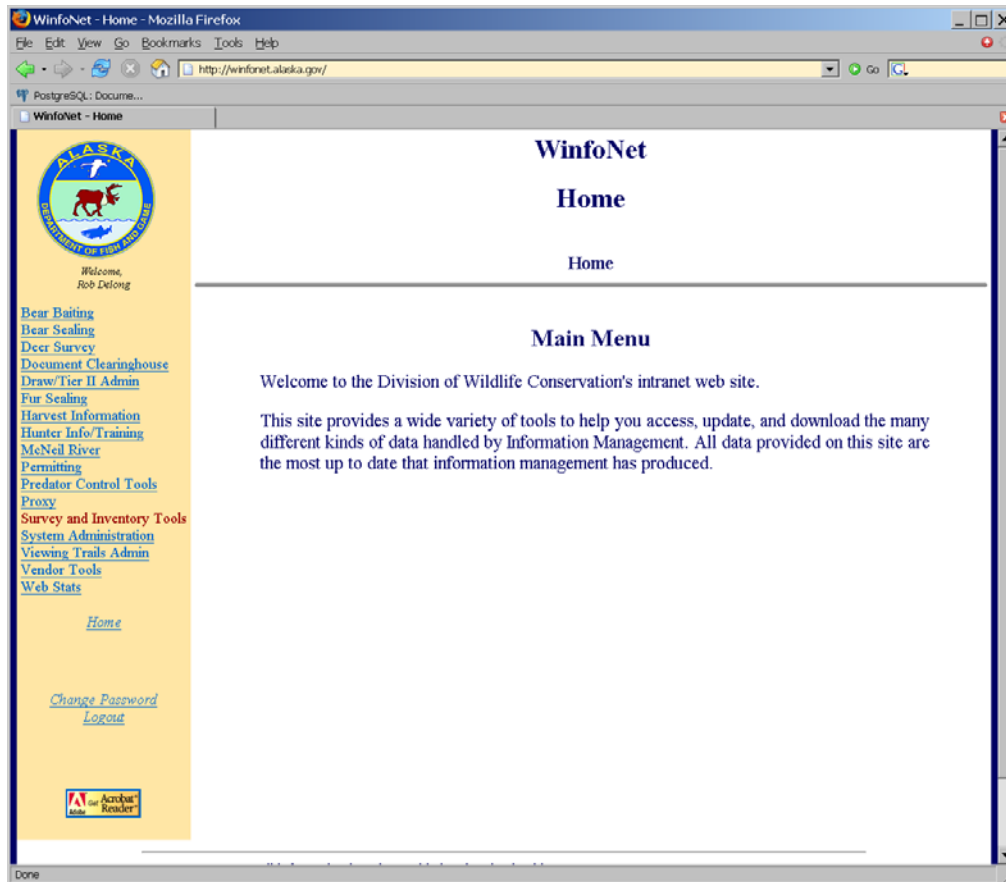 WinfoNet - Home - Mozilla Firefox
File Edit View Go Bookmarks Tools Help
http://winfonet.alaska.gov/
Go
PostgreSQL: Docume...
WinfoNet - Home
ALASKA
DEPARTMENT OF FISH AND GAME
Welcome,
Rob Delong
Bear Baiting
Bear Sealing
Deer Survey
Document Clearinghouse
Draw/Tier II Admin
Fur Sealing
Harvest Information
Hunter Info/Training
McNeil River
Permitting
Predator Control Tools
Proxy
Survey and Inventory Tools
System Administration
Viewing Trails Admin
Vendor Tools
Web Stats
Home
Change Password
Logout
Adobe
Get Acrobat
Reader
WinfoNet
Home
Home
Main Menu
Welcome to the Division of Wildlife Conservation's intranet web site.
This site provides a wide variety of tools to help you access, update, and download the many
different kinds of data handled by Information Management. All data provided on this site are
the most up to date that information management has produced.
Done